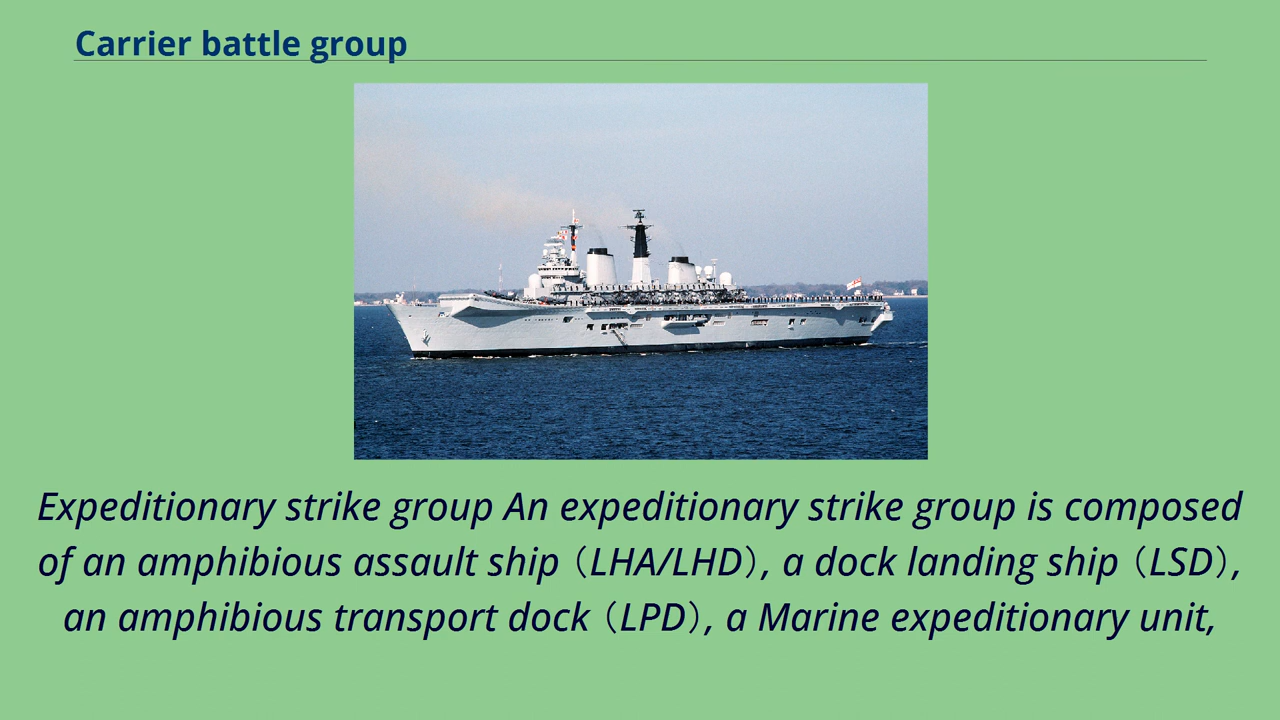 Carrier battle group
Expeditionary strike group An expeditionary strike group is composed
of an amphibious assault ship（LHA/LHD）, a dock landing ship（LSD）,
an amphibious transport dock（LPD）, a Marine expeditionary unit,